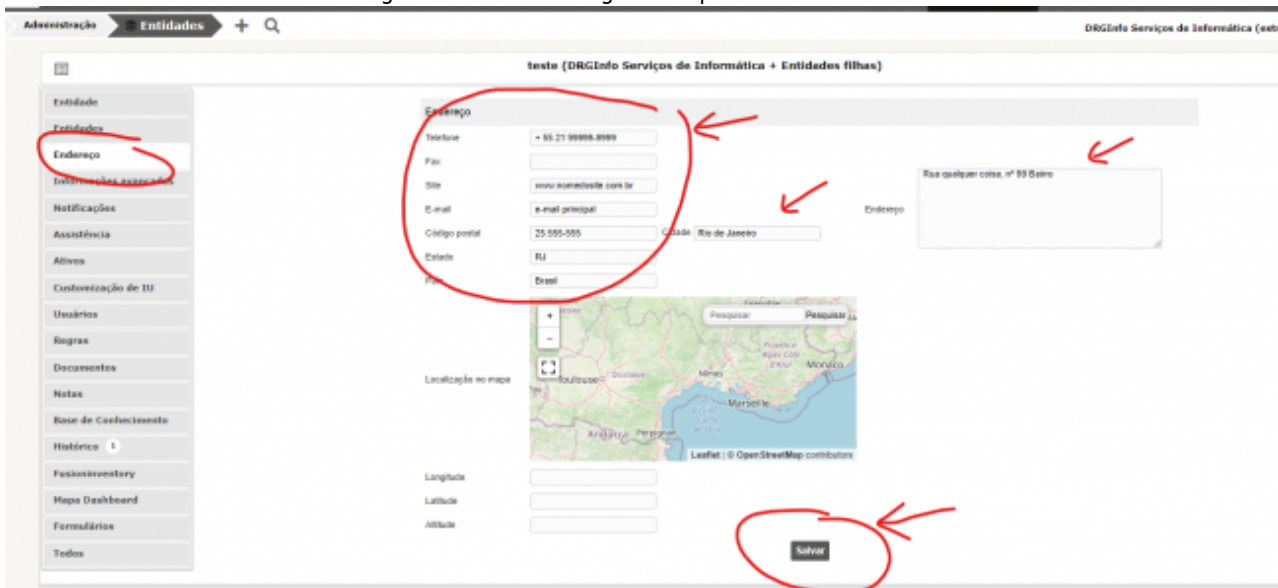 Administração
Entidades
DRGInfo Serviços de Informática
teste (DRGInfo Serviços de Informática + Entidades filhas)
Entidade
Entidades
Endereço
Informações avançadas
Notificações
Assistência
Ativos
Customização de IU
Usuários
Regras
Documentos
Notas
Base de Conhecimento
Histórico 1
Fusioninventory
Mapa Dashboard
Formulários
Todos
Endereço
Telefone + 55 21 99999-9999
Fax
Site www.nomedosite.com.br
E-mail e-mail principal
Código postal 25.555-555 Cidade Rio de Janeiro
Estado RJ
País Brasil
Endereço Rua qualquer coisa, nº 99 Bairro
Localização no mapa
+
-
Pesquisar Pesquisar
Toulouse
Nîmes
Monaco
Marseille
Andorra
Perpignan
Leaflet | © OpenStreetMap contributors
Longitude
Latitude
Altitude
Salvar